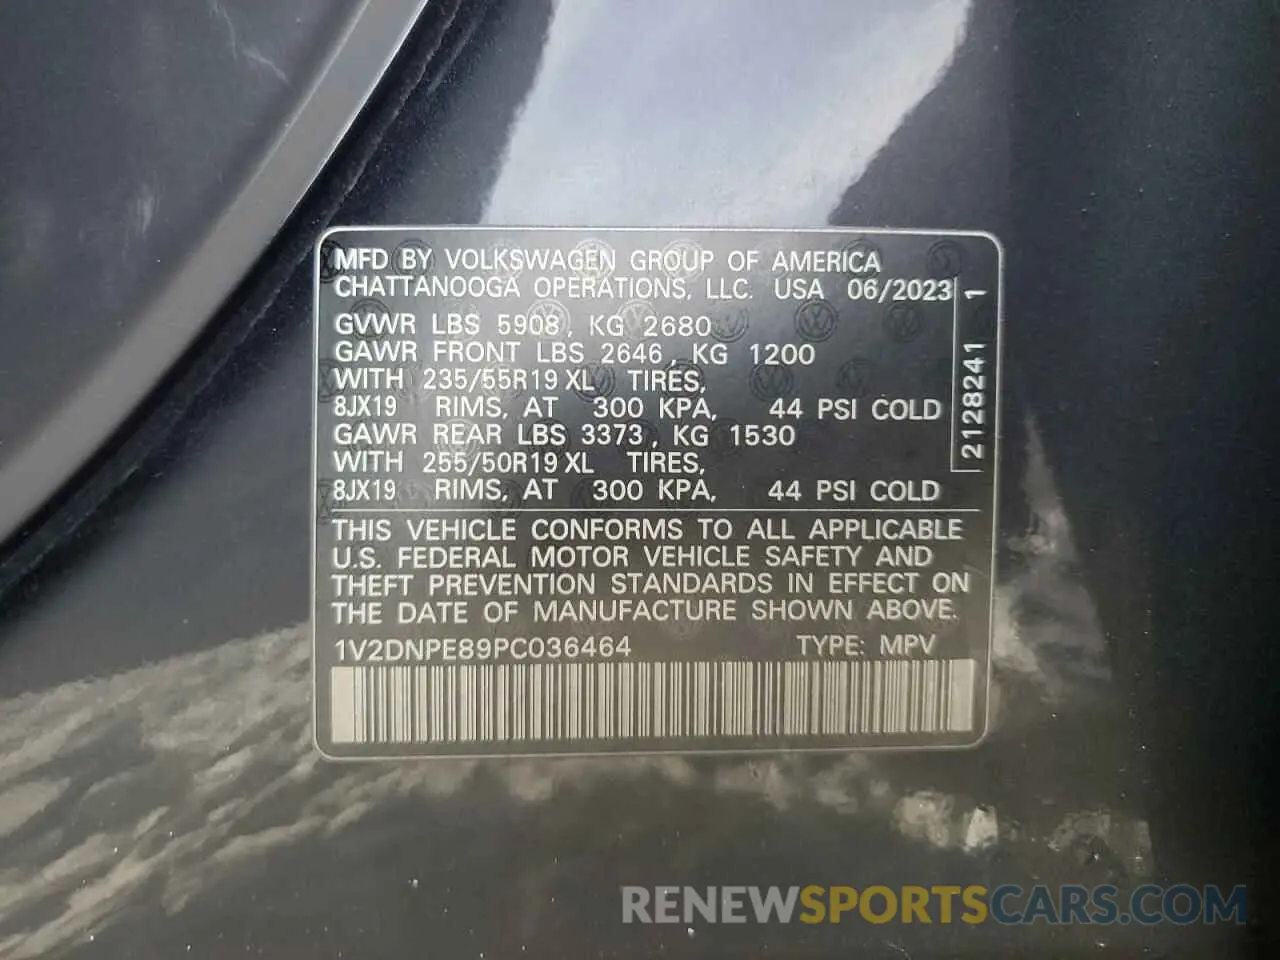 MFD BY VOLKSWAGEN GROUP OF AMERICA
CHATTANOOGA OPERATIONS, LLC. USA 06/2023
GVWR LBS 5908, KG 2680
GAWR FRONT LBS 2646, KG 1200
WITH 235/55R19 XL TIRES,
8JX19 RIMS, AT 300 KPA, 44 PSI COLD
GAWR REAR LBS 3373, KG 1530
WITH 255/50R19 XL TIRES,
8JX19 RIMS, AT 300 KPA, 44 PSI COLD
2128241 1
THIS VEHICLE CONFORMS TO ALL APPLICABLE
U.S. FEDERAL MOTOR VEHICLE SAFETY AND
THEFT PREVENTION STANDARDS IN EFFECT ON
THE DATE OF MANUFACTURE SHOWN ABOVE.
1V2DNPE89PC036464 TYPE: MPV
RENEWSPORTSCARS.COM